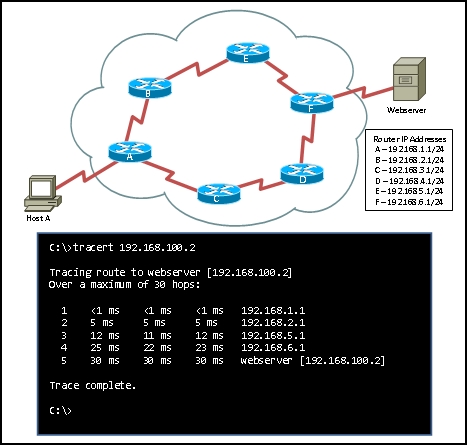 E
B
F
Webserver
A
D
C
Host A
Router IP Addresses
A – 192.168.1.1/24
B – 192.168.2.1/24
C – 192.168.3.1/24
D – 192.168.4.1/24
E – 192.168.5.1/24
F – 192.168.6.1/24
C:\>tracert 192.168.100.2
Tracing route to webserver [192.168.100.2]
Over a maximum of 30 hops:
1 <1 ms <1 ms <1 ms 192.168.1.1
2 5 ms 5 ms 5 ms 192.168.2.1
3 12 ms 11 ms 12 ms 192.168.5.1
4 25 ms 22 ms 23 ms 192.168.6.1
5 30 ms 30 ms 30 ms webserver [192.168.100.2]
Trace complete.
C:\>